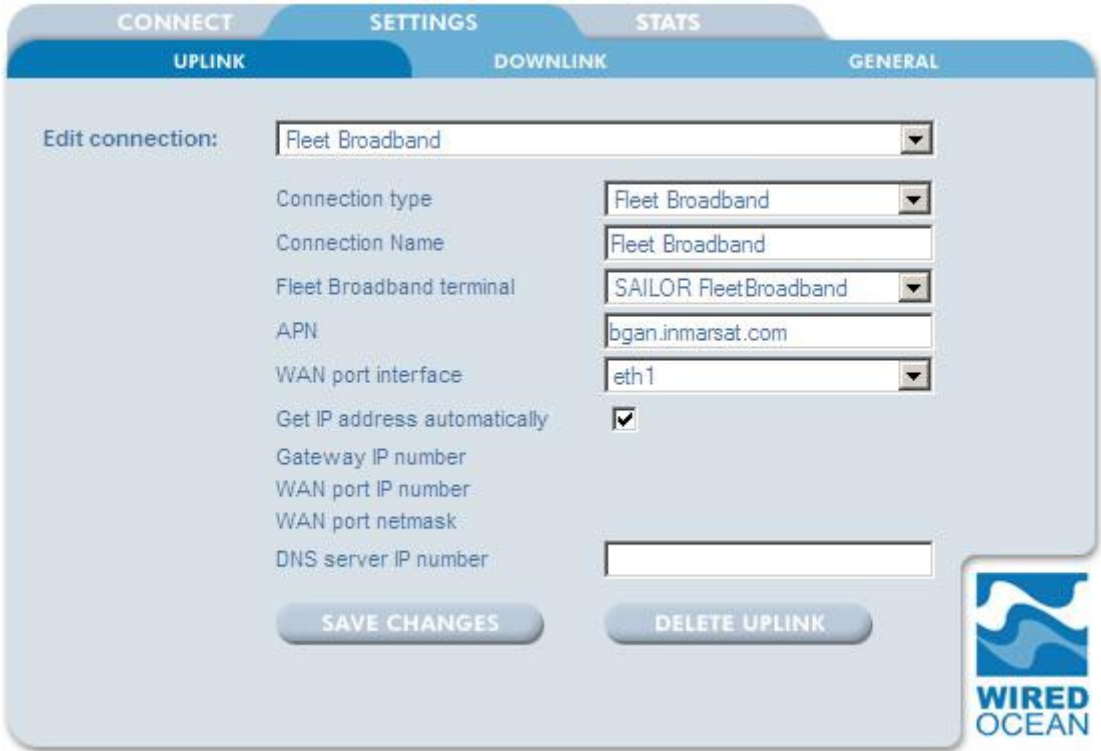 CONNECT SETTINGS STATS
UPLINK DOWNLINK GENERAL
Edit connection: Fleet Broadband
Connection type Fleet Broadband
Connection Name Fleet Broadband
Fleet Broadband terminal SAILOR FleetBroadband
APN bgan.inmarsat.com
WAN port interface eth1
Get IP address automatically
Gateway IP number
WAN port IP number
WAN port netmask
DNS server IP number
SAVE CHANGES DELETE UPLINK
WIRED
OCEAN